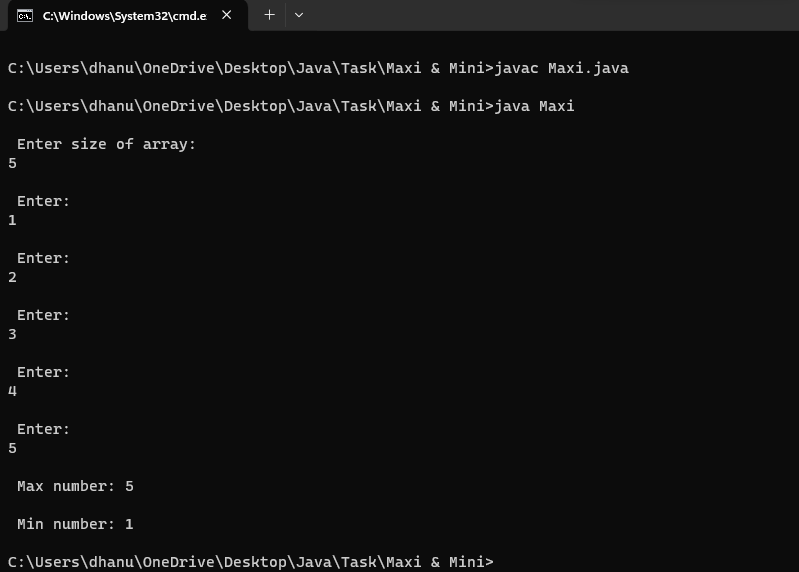 C:\Windows\System32\cmd.e
C:\Users\dhanu\OneDrive\Desktop\Java\Task\Maxi & Mini>javac Maxi.java
C:\Users\dhanu\OneDrive\Desktop\Java\Task\Maxi & Mini>java Maxi
Enter size of array:
5
Enter:
1
Enter:
2
Enter:
3
Enter:
4
Enter:
5
Max number: 5
Min number: 1
C:\Users\dhanu\OneDrive\Desktop\Java\Task\Maxi & Mini>